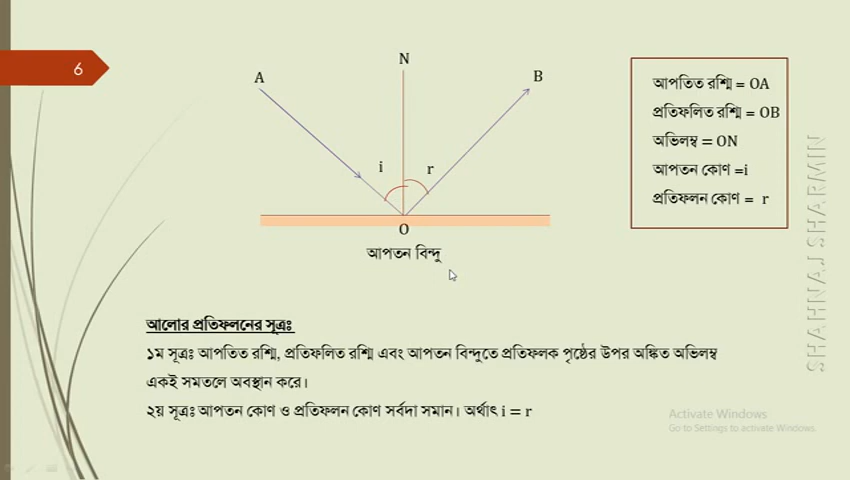 6
A
N
B
i
r
O
আপতন বিন্দু
আপতিত রশ্মি = OA
প্রতিফলিত রশ্মি = OB
অভিলম্ব = ON
আপতন কোণ =i
প্রতিফলন কোণ = r
SHAHNAJ SHARMIN
আলোর প্রতিফলনের সূত্রঃ
১ম সূত্রঃ আপতিত রশ্মি, প্রতিফলিত রশ্মি এবং আপতন বিন্দুতে প্রতিফলক পৃষ্ঠের উপর অঙ্কিত অভিলম্ব
একই সমতলে অবস্থান করে।
২য় সূত্রঃ আপতন কোণ ও প্রতিফলন কোণ সর্বদা সমান। অর্থাৎ i = r
Activate Windows
Go to Settings to activate Windows.